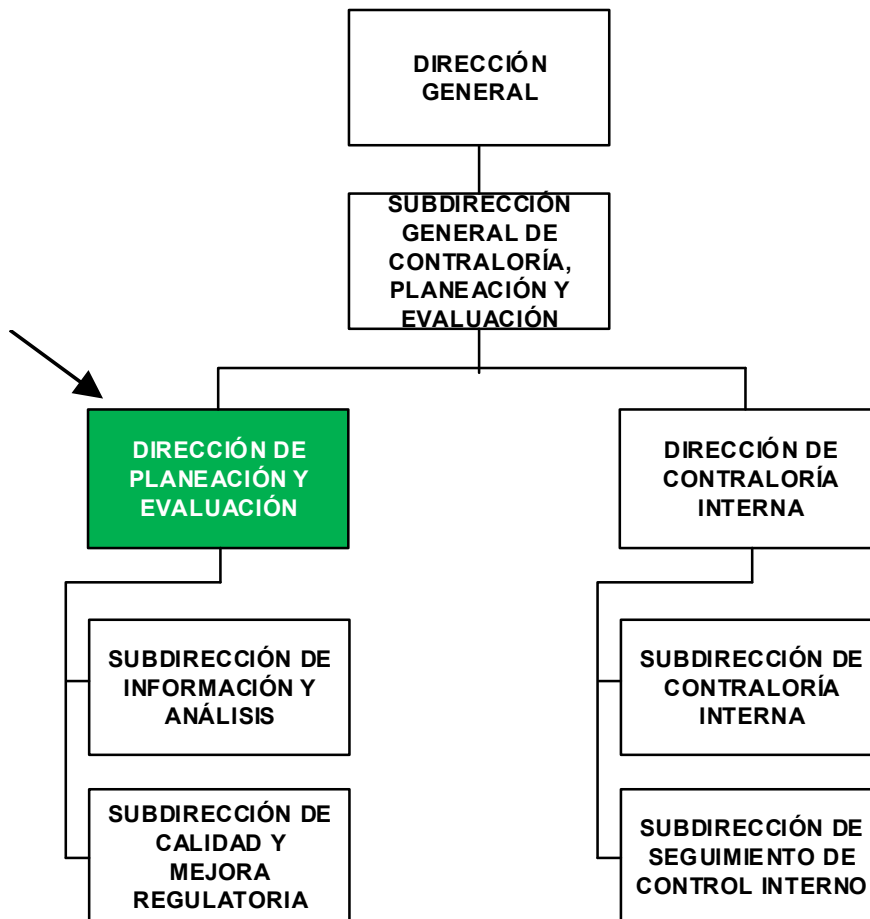 DIRECCIÓN
GENERAL
SUBDIRECCIÓN
GENERAL DE
CONTRALORÍA,
PLANEACIÓN Y
EVALUACIÓN
DIRECCIÓN DE
PLANEACIÓN Y
EVALUACIÓN
DIRECCIÓN DE
CONTRALORÍA
INTERNA
SUBDIRECCIÓN DE
INFORMACIÓN Y
ANÁLISIS
SUBDIRECCIÓN DE
CONTRALORÍA
INTERNA
SUBDIRECCIÓN DE
CALIDAD Y
MEJORA
REGULATORIA
SUBDIRECCIÓN DE
SEGUIMIENTO DE
CONTROL INTERNO